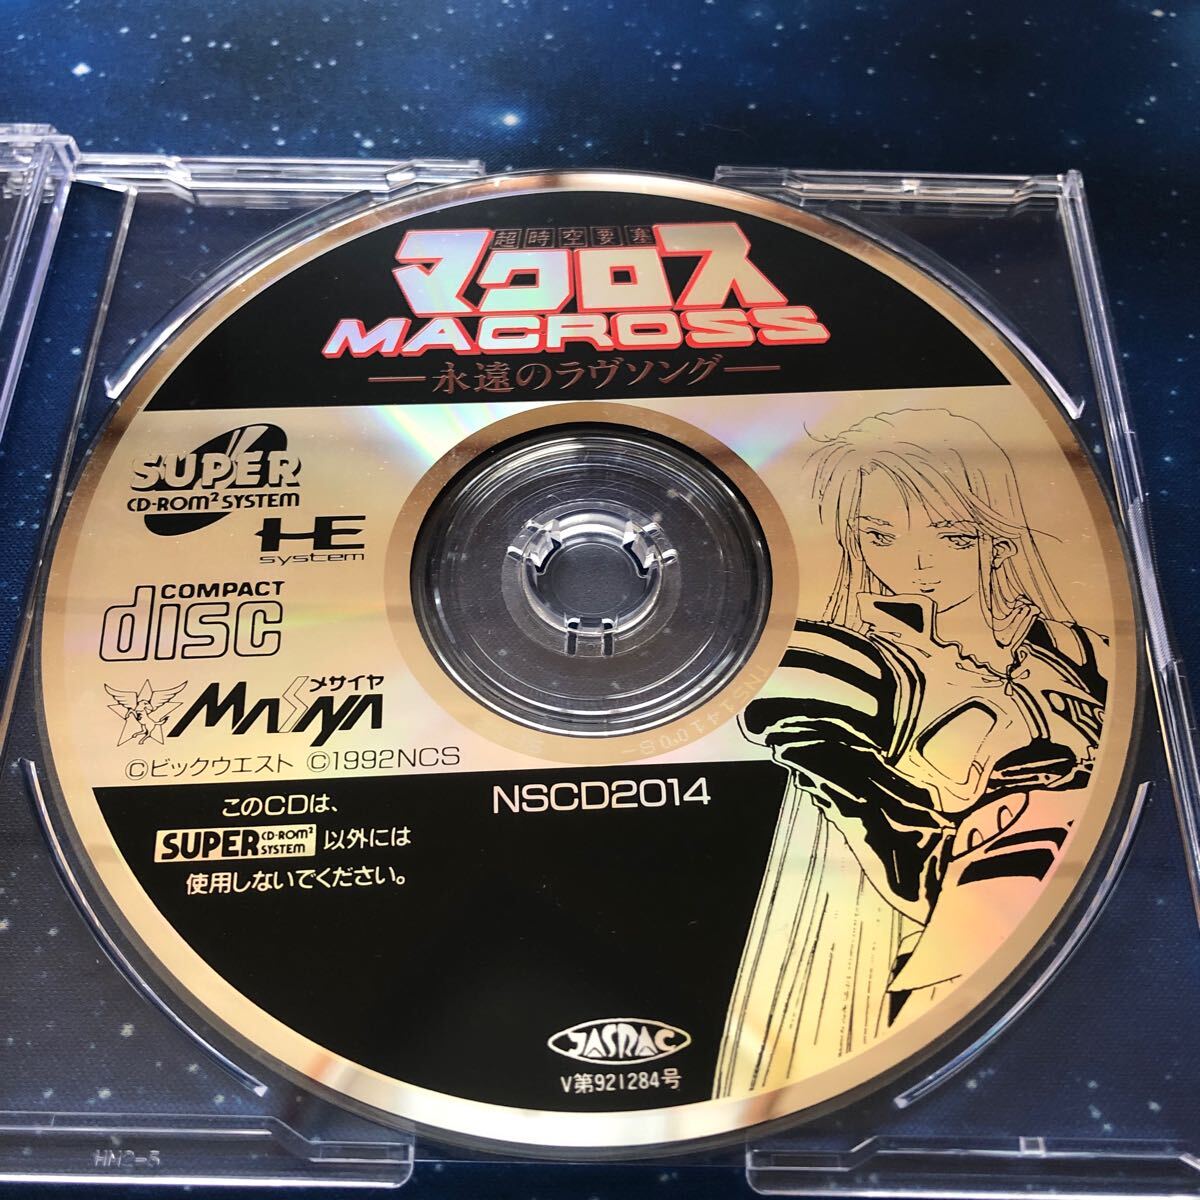 超時空要塞
マクロス
MACROSS
—永遠のラヴソング—
SUPER
CD-ROM² SYSTEM
HE
system
COMPACT
disc
メサイヤ
MASAYA
©ビックウエスト ©1992NCS
NSCD2014
このCDは、
SUPER CD-ROM² SYSTEM 以外には
使用しないでください。
JASRAC
V第921284号
HM2-5